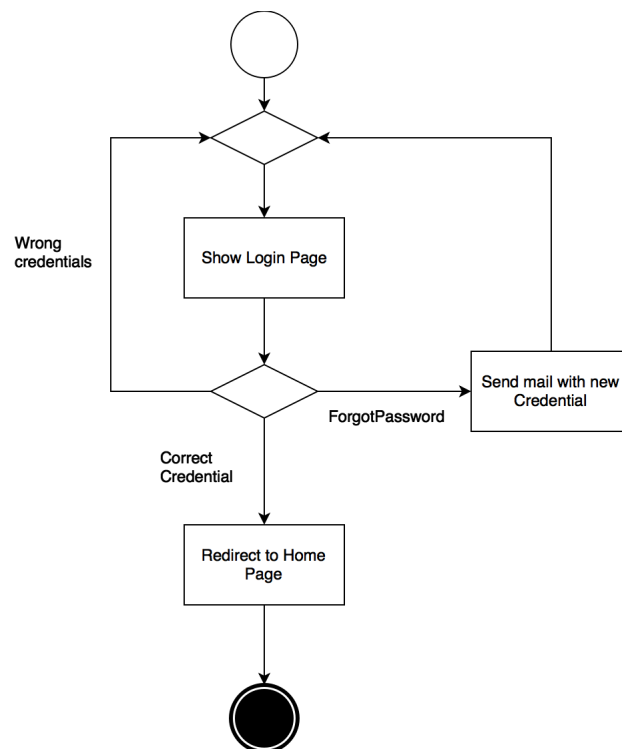 Wrong
credentials
Show Login Page
Send mail with new
Credential
ForgotPassword
Correct
Credential
Redirect to Home
Page